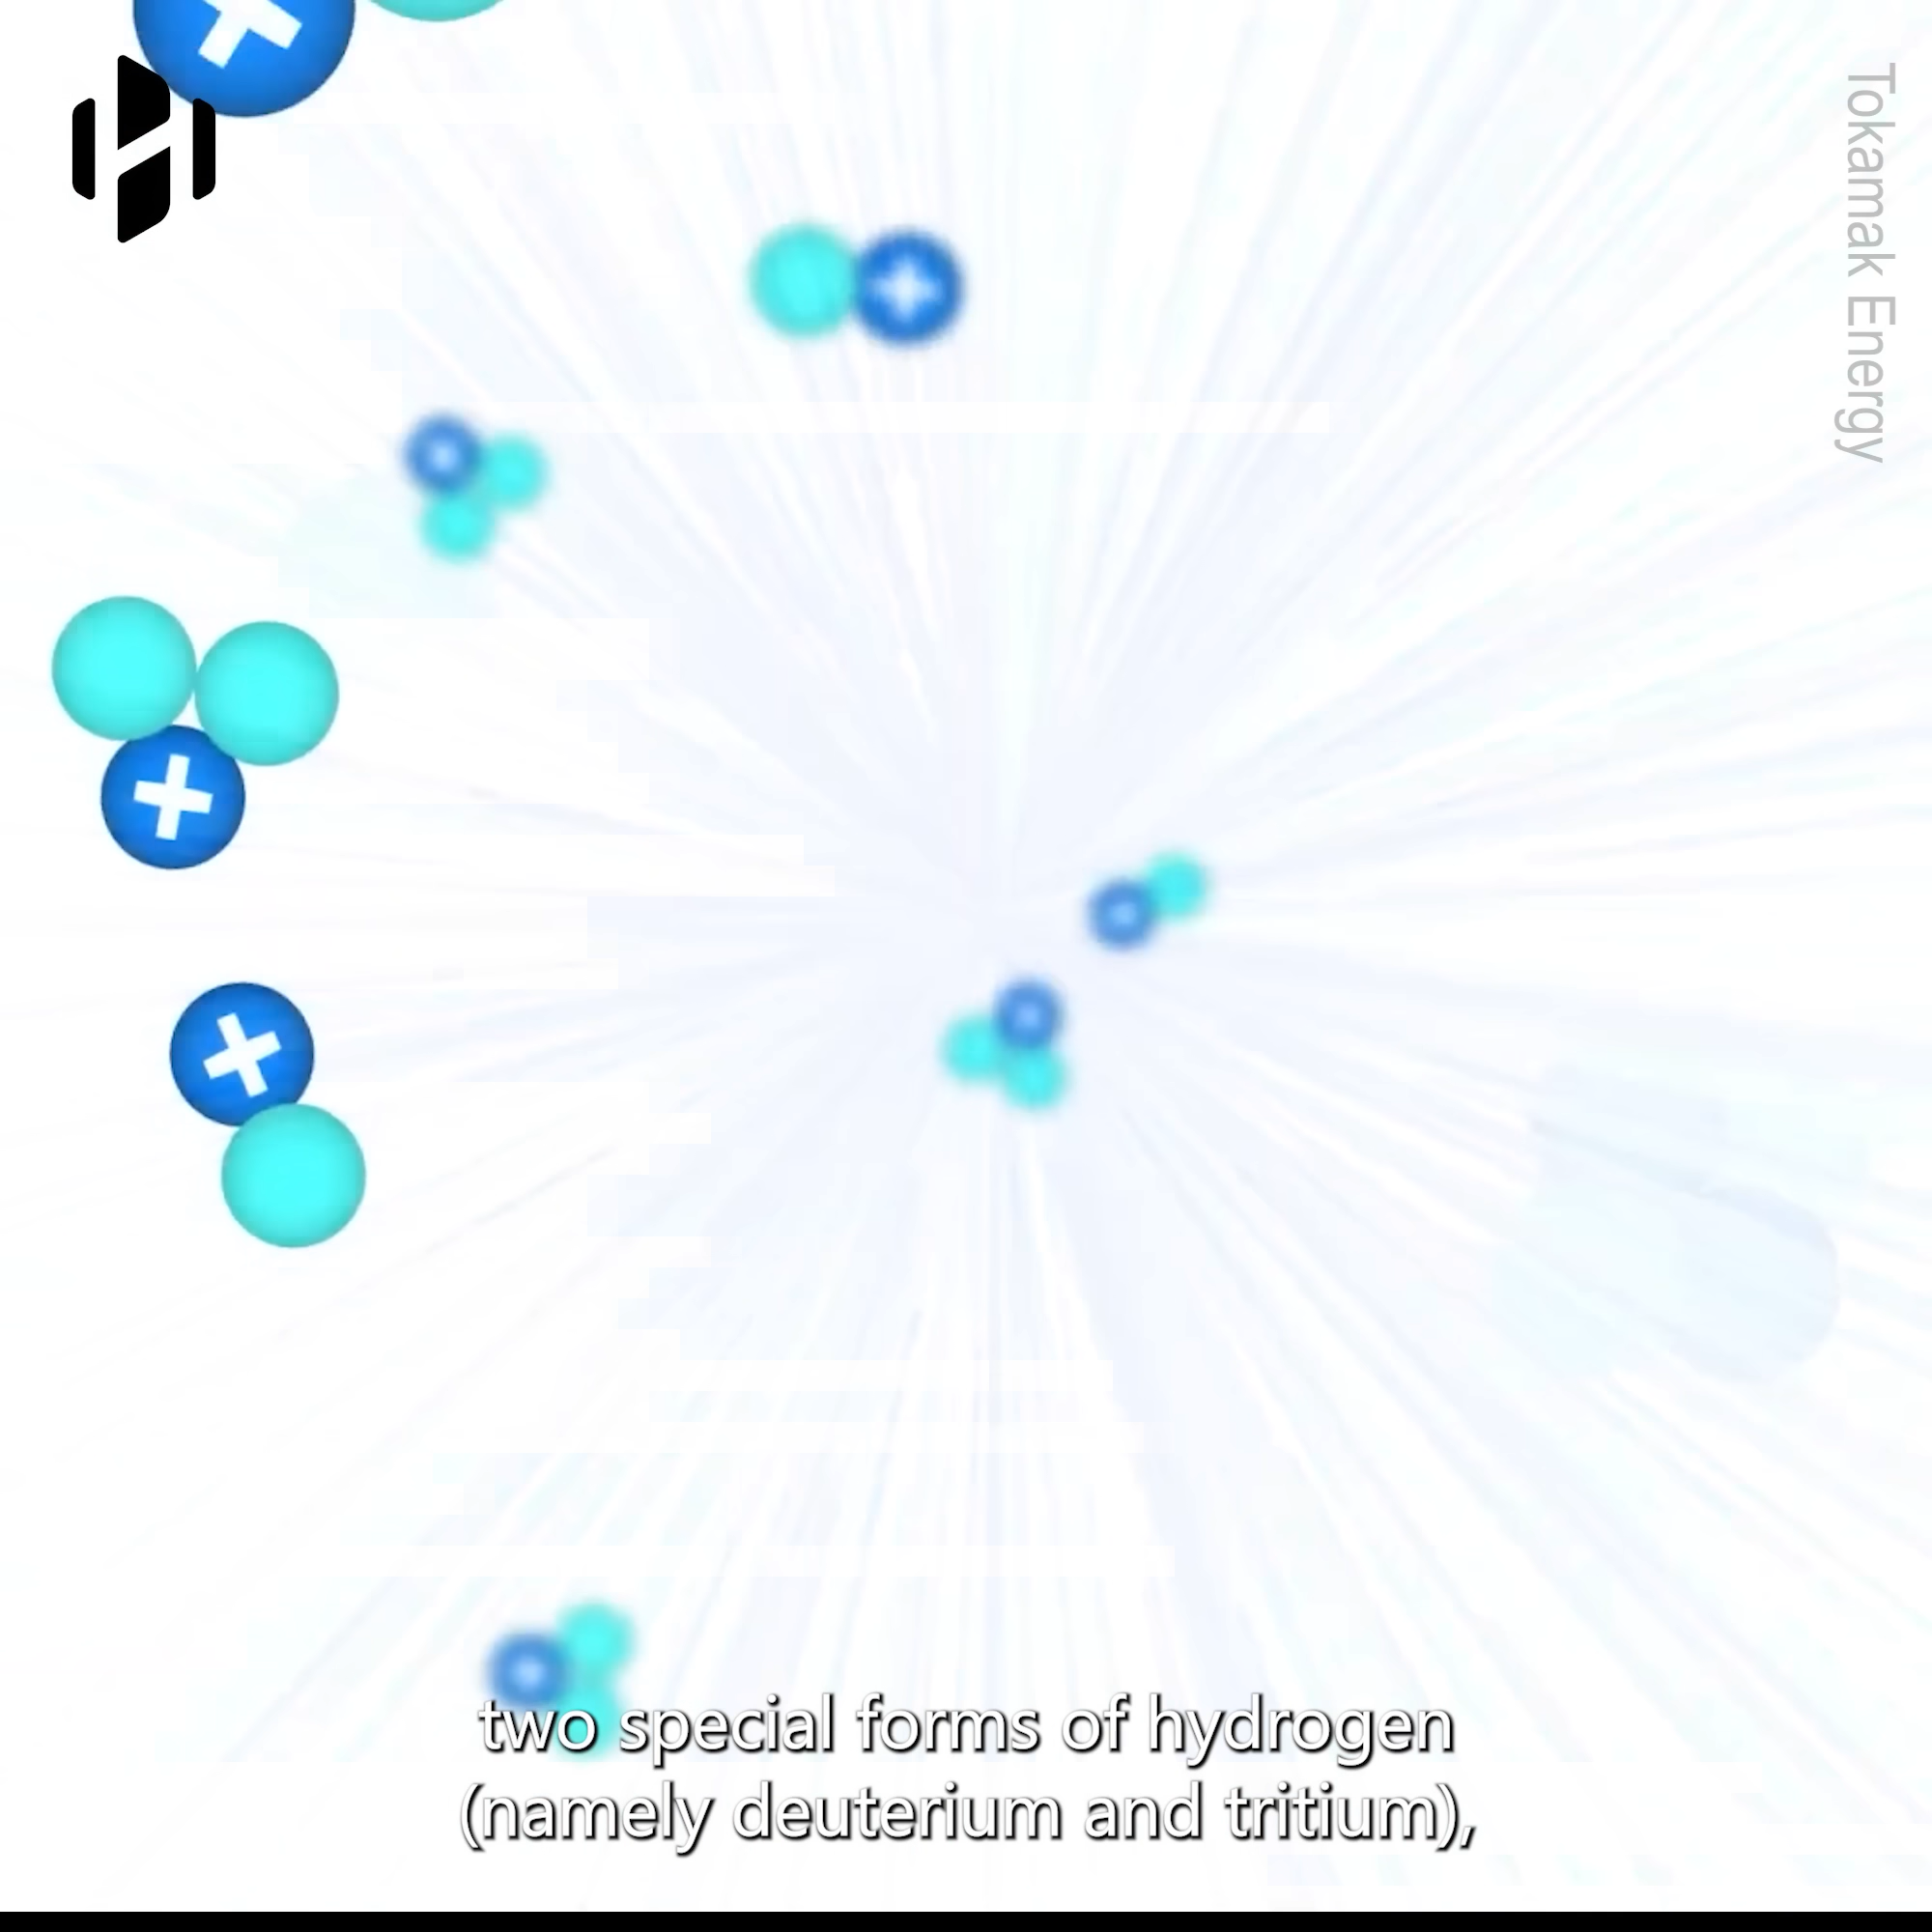 Tokamak Energy
two special forms of hydrogen
(namely deuterium and tritium),